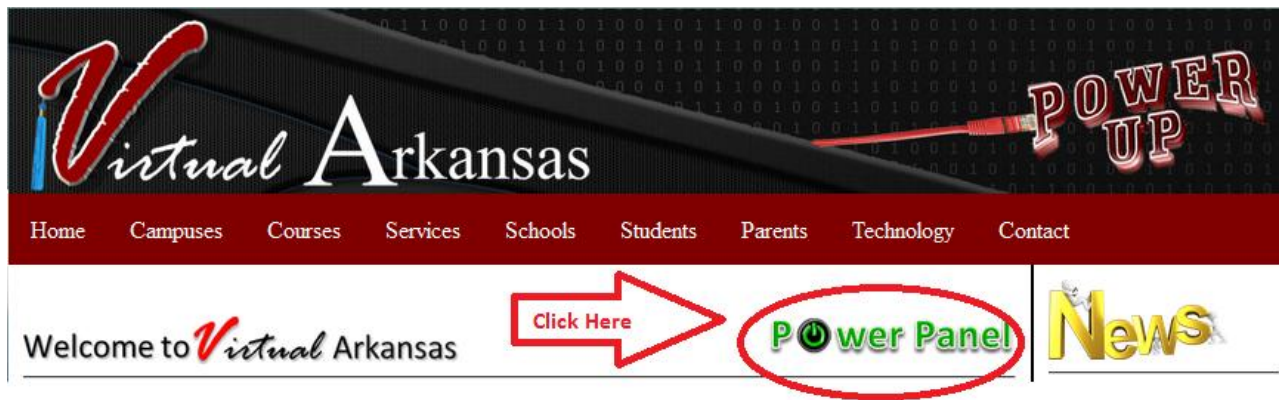 Virtual Arkansas
POWER
UP
Home Campuses Courses Services Schools Students Parents Technology Contact
Welcome to Virtual Arkansas
Click Here
Power Panel
News